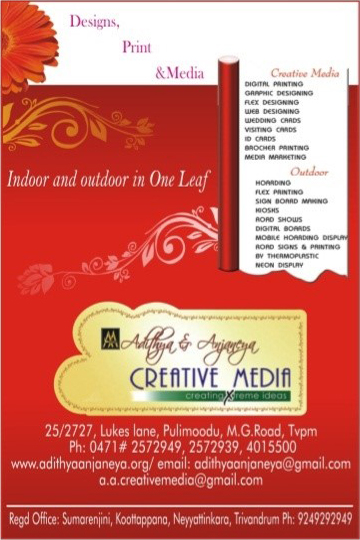 Designs,
Print
&Media
Creative Media
DIGITAL PRINTING
GRAPHIC DESIGNING
FLEX DESIGNING
WEB DESIGNING
WEDDING CARDS
VISITING CARDS
ID CARDS
BROCHER PRINTING
MEDIA MARKETING
Outdoor
HOARDING
FLEX PRINTING
SIGN BOARD MAKING
KIOSKS
ROAD SHOWS
DIGITAL BOARDS
MOBILE HOARDING DISPLAY
ROAD SIGNS & PRINTING
BY THERMOPLASTIC
NEON DISPLAY
Indoor and outdoor in One Leaf
Adithya & Anjaneya
CREATIVE MEDIA
creating Xreme ideas
25/2727, Lukes lane, Pulimoodu, M.G.Road, Tvpm
Ph: 0471# 2572949, 2572939, 4015500
www.adithyaanjaneya.org/ email: adithyaanjaneya@gmail.com
a.a.creativemedia@gmail.com
Regd Office: Sumarenjini, Koottappana, Neyyattinkara, Trivandrum Ph: 9249292949